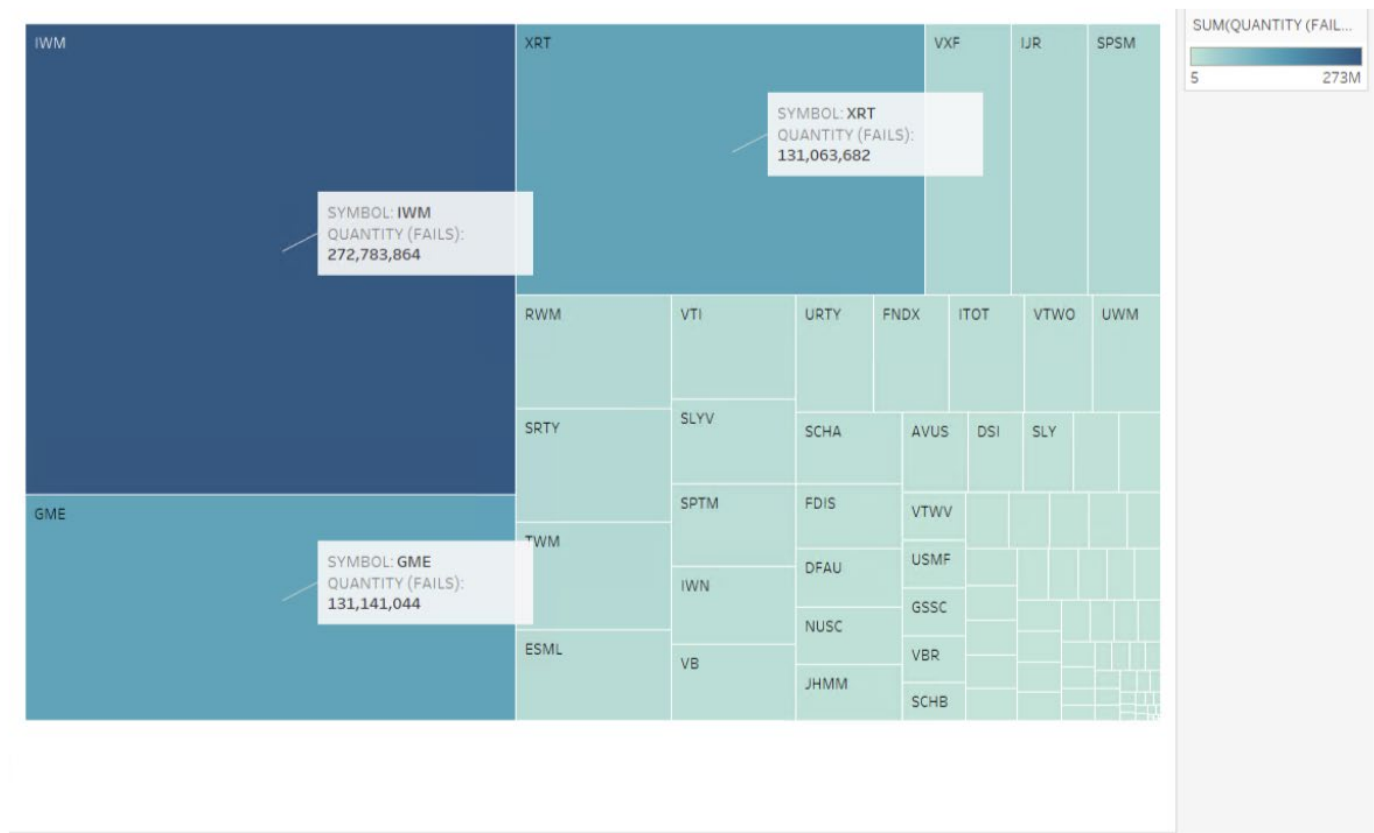 IWM
XRT
VXF
IJR
SPSM
SUM(QUANTITY (FAIL...
5
273M
SYMBOL: XRT
QUANTITY (FAILS):
131,063,682
SYMBOL: IWM
QUANTITY (FAILS):
272,783,864
RWM
VTI
URTY
FNDX
ITOT
VTWO
UWM
SRTY
SLYV
SCHA
AVUS
DSI
SLY
GME
SPTM
FDIS
VTWV
TWM
SYMBOL: GME
QUANTITY (FAILS):
131,141,044
IWN
DFAU
USMF
GSSC
NUSC
ESML
VB
VBR
JHMM
SCHB